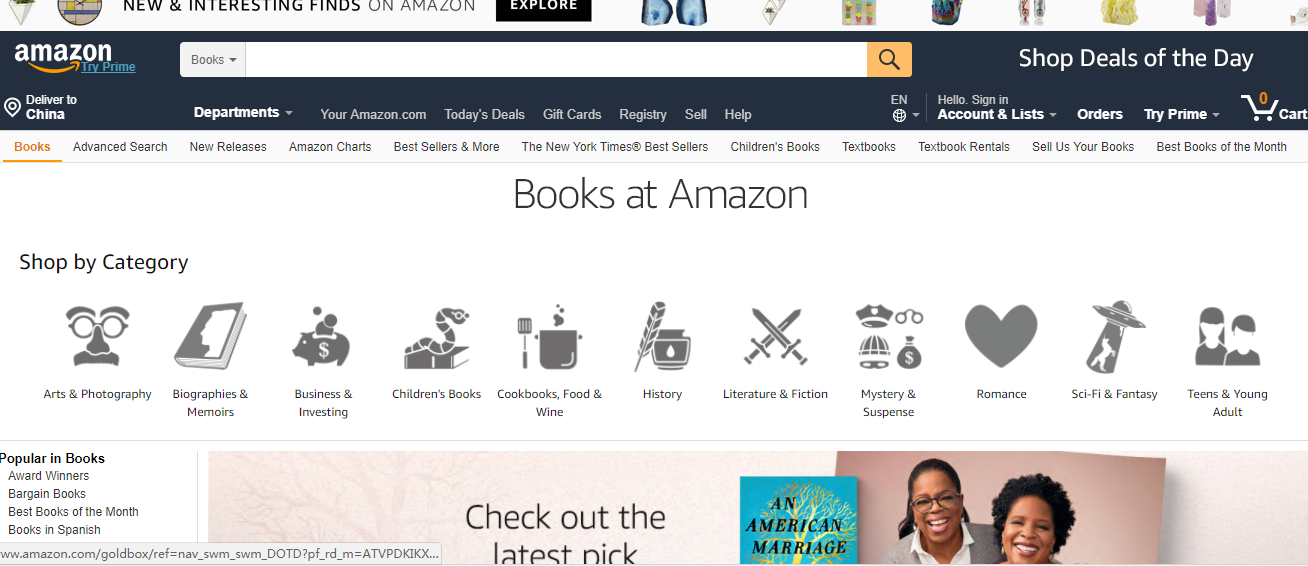 NEW & INTERESTING FINDS ON AMAZON EXPLORE
amazon
Try Prime
Books
Shop Deals of the Day
Deliver to
China
Departments
Your Amazon.com Today's Deals Gift Cards Registry Sell Help
EN
Hello. Sign in
Account & Lists
Orders
Try Prime
0
Cart
Books Advanced Search New Releases Amazon Charts Best Sellers & More The New York Times® Best Sellers Children's Books Textbooks Textbook Rentals Sell Us Your Books Best Books of the Month
Books at Amazon
Shop by Category
$
$
Arts & Photography
Biographies &
Memoirs
Business &
Investing
Children's Books
Cookbooks, Food &
Wine
History
Literature & Fiction
Mystery &
Suspense
Romance
Sci-Fi & Fantasy
Teens & Young
Adult
Popular in Books
Award Winners
Bargain Books
Best Books of the Month
Books in Spanish
Check out the
latest pick
AN
AMERICAN
MARRIAGE
ww.amazon.com/goldbox/ref=nav_swm_swm_DOTD?pf_rd_m=ATVPDKIKX...